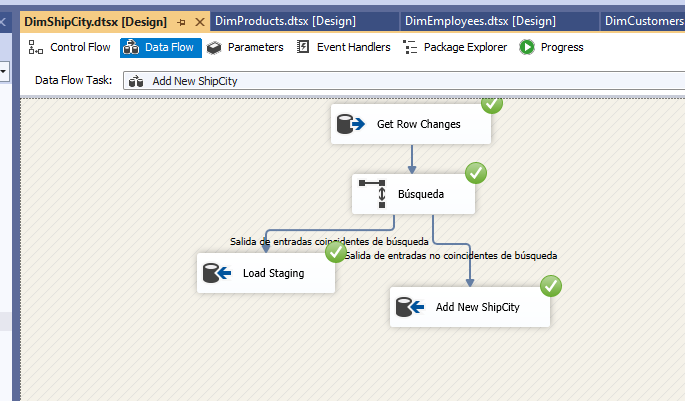 DimShipCity.dtsx [Design] DimProducts.dtsx [Design] DimEmployees.dtsx [Design] DimCustomers
Control Flow Data Flow Parameters Event Handlers Package Explorer Progress
Data Flow Task: Add New ShipCity
Get Row Changes
Búsqueda
Salida de entradas coincidentes de búsqueda
Salida de entradas no coincidentes de búsqueda
Load Staging
Add New ShipCity